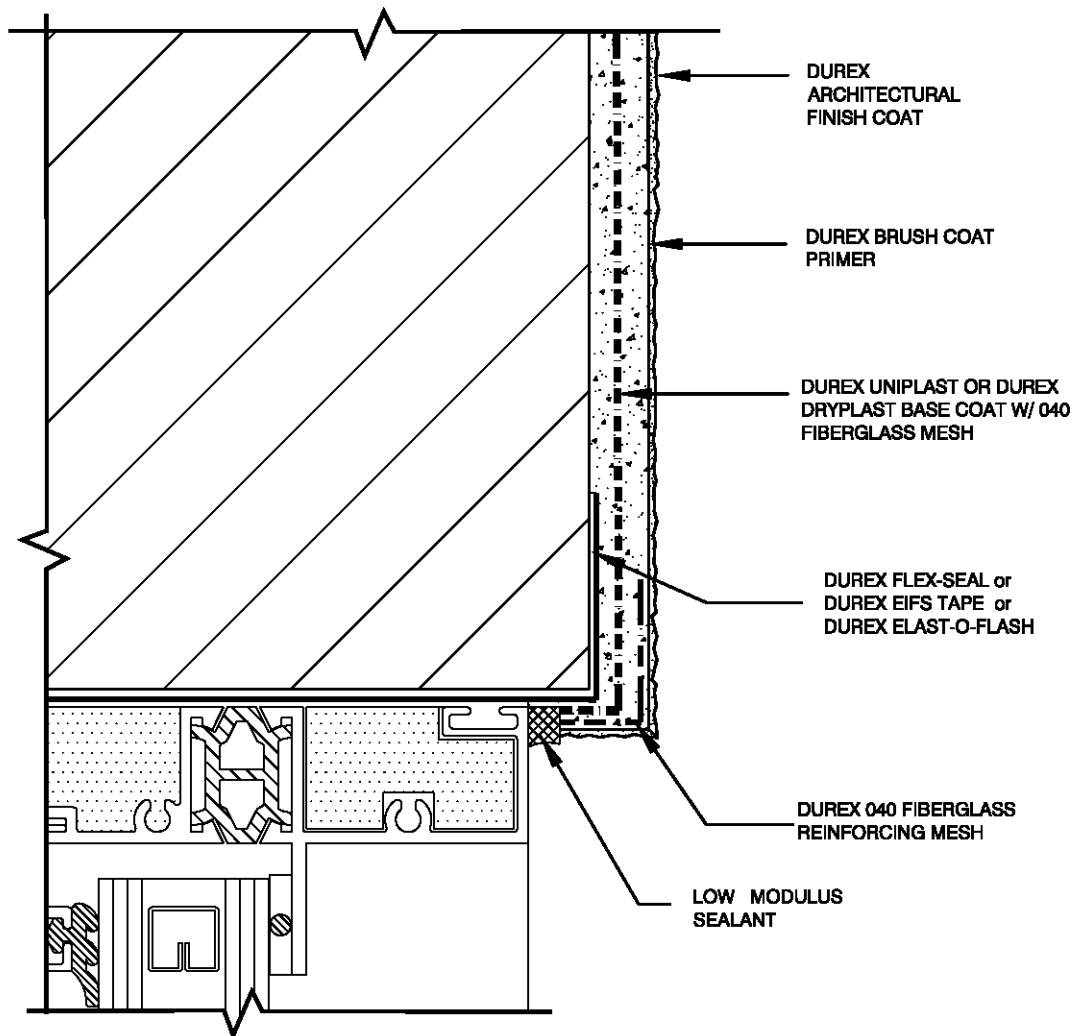 DUREX
ARCHITECTURAL
FINISH COAT
DUREX BRUSH COAT
PRIMER
DUREX UNIPLAST OR DUREX
DRYPLAST BASE COAT W/ 040
FIBERGLASS MESH
DUREX FLEX-SEAL or
DUREX EIFS TAPE or
DUREX ELAST-O-FLASH
DUREX 040 FIBERGLASS
REINFORCING MESH
LOW MODULUS
SEALANT